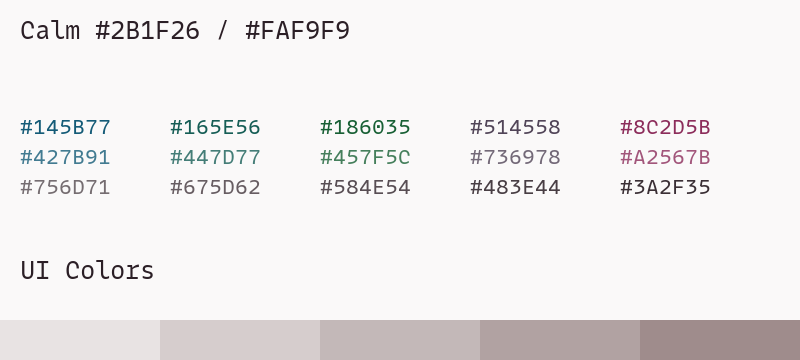 Calm #2B1F26 / #FAF9F9
#145B77 #165E56 #186035 #514558 #8C2D5B
#427B91 #447D77 #457F5C #736978 #A2567B
#756D71 #675D62 #584E54 #483E44 #3A2F35
UI Colors